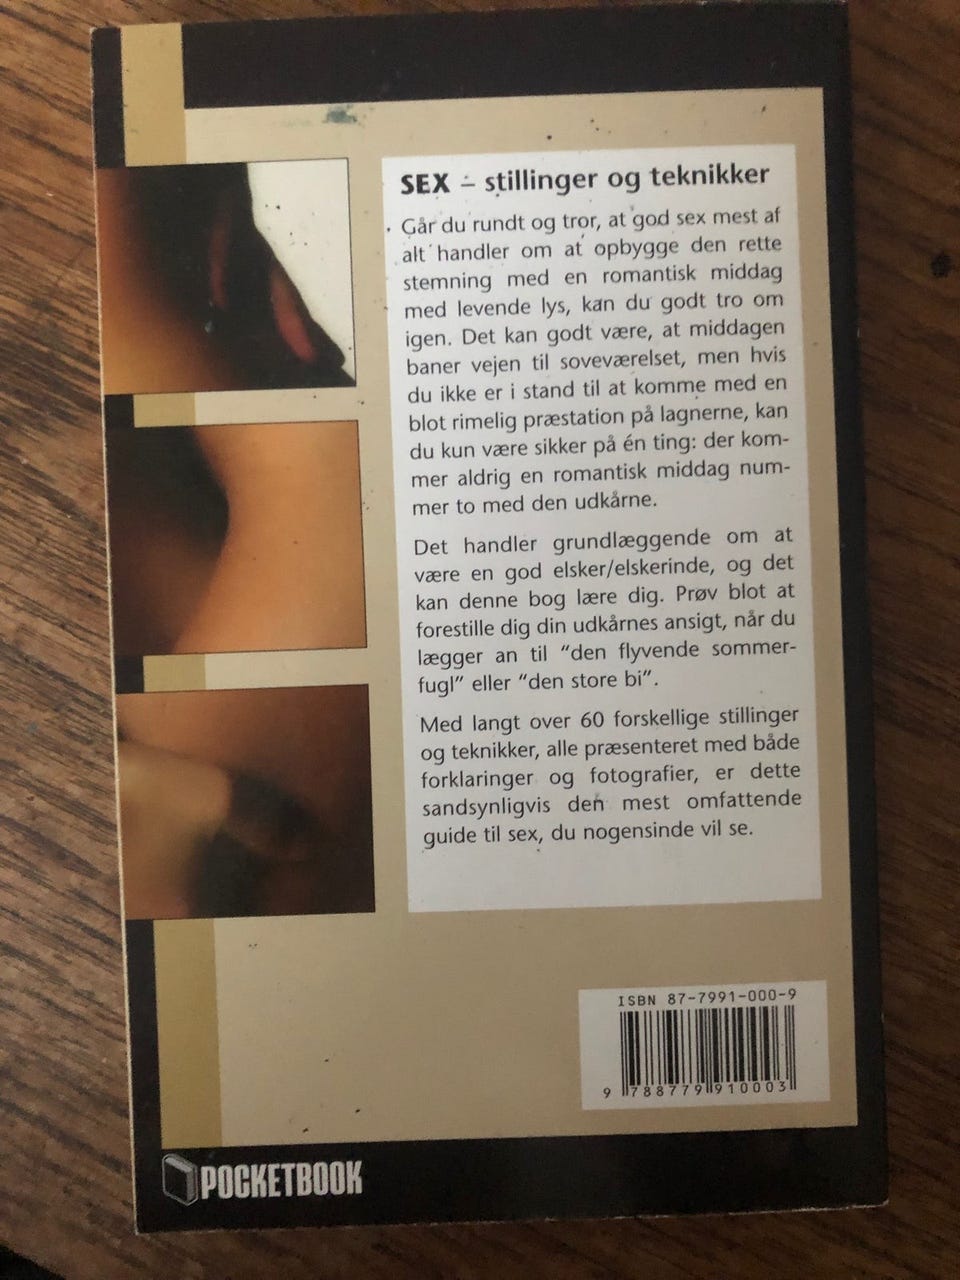 SEX – stillinger og teknikker
Går du rundt og tror, at god sex mest af
alt handler om at opbygge den rette
stemning med en romantisk middag
med levende lys, kan du godt tro om
igen. Det kan godt være, at middagen
baner vejen til soveværelset, men hvis
du ikke er i stand til at komme med en
blot rimelig præstation på lagnerne, kan
du kun være sikker på én ting: der kom-
mer aldrig en romantisk middag num-
mer to med den udkårne.
Det handler grundlæggende om at
være en god elsker/elskerinde, og det
kan denne bog lære dig. Prøv blot at
forestille dig din udkårnes ansigt, når du
lægger an til “den flyvende sommer-
fugl” eller “den store bi”.
Med langt over 60 forskellige stillinger
og teknikker, alle præsenteret med både
forklaringer og fotografier, er dette
sandsynligvis den mest omfattende
guide til sex, du nogensinde vil se.
ISBN 87-7991-000-9
9 788779 910003
POCKETBOOK